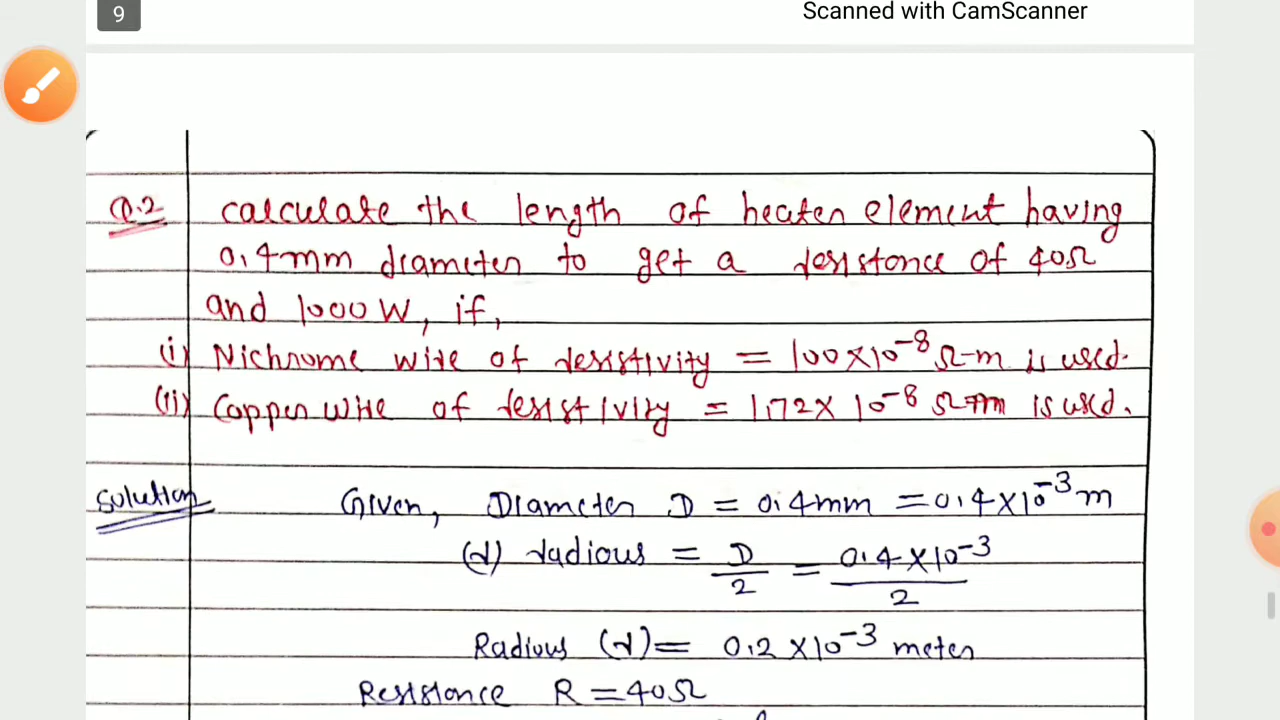 9
Scanned with CamScanner
Q.2 calculate the length of heater element having
0.4mm diameter to get a resistance of 40Ω
and 1000 W, if,
(i) Nichrome wire of resistivity = 100×10⁻⁸ Ω-m is used.
(ii) Copper wire of resistivity = 1.72× 10⁻⁸ Ω-m is used.
Solution Given, Diameter D = 0.4mm = 0.4×10⁻³ m
(r) radious = D/2 = 0.4×10⁻³/2
Radious (r) = 0.2×10⁻³ meter
Resistance R = 40Ω